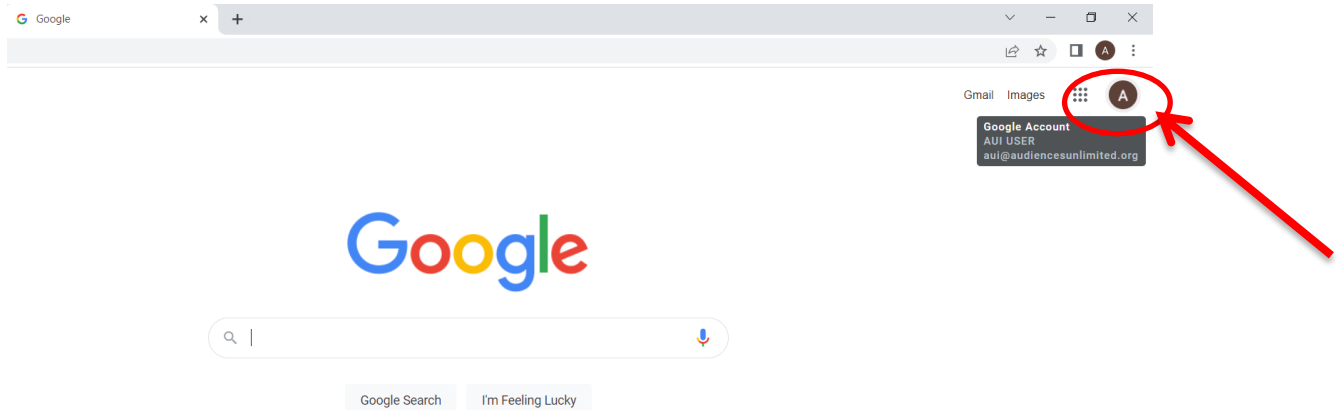 G Google
A
Gmail Images
A
Google Account
AUI USER
aui@audiencesunlimited.org
Google
Google Search I'm Feeling Lucky